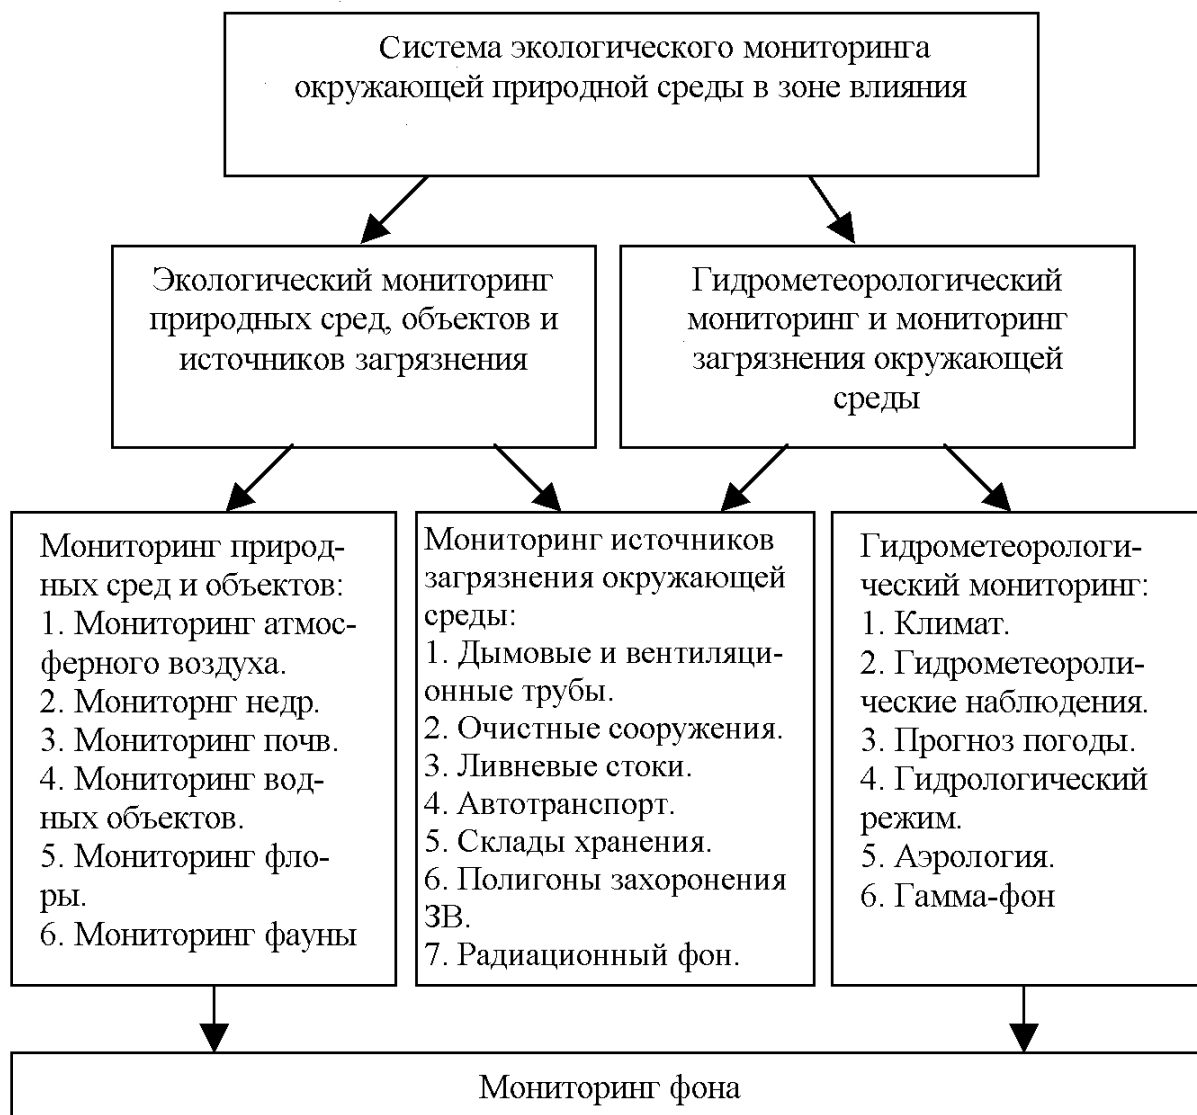 Система экологического мониторинга
окружающей природной среды в зоне влияния
Экологический мониторинг
природных сред, объектов и
источников загрязнения
Гидрометеорологический
мониторинг и мониторинг
загрязнения окружающей
среды
Мониторинг природ-
ных сред и объектов:
1. Мониторинг атмос-
ферного воздуха.
2. Мониторнг недр.
3. Мониторинг почв.
4. Мониторинг вод-
ных объектов.
5. Мониторинг фло-
ры.
6. Мониторинг фауны
Мониторинг источников
загрязнения окружающей
среды:
1. Дымовые и вентиляци-
онные трубы.
2. Очистные сооружения.
3. Ливневые стоки.
4. Автотранспорт.
5. Склады хранения.
6. Полигоны захоронения
ЗВ.
7. Радиационный фон.
Гидрометеорологи-
ческий мониторинг:
1. Климат.
2. Гидрометеороли-
ческие наблюдения.
3. Прогноз погоды.
4. Гидрологический
режим.
5. Аэрология.
6. Гамма-фон
Мониторинг фона